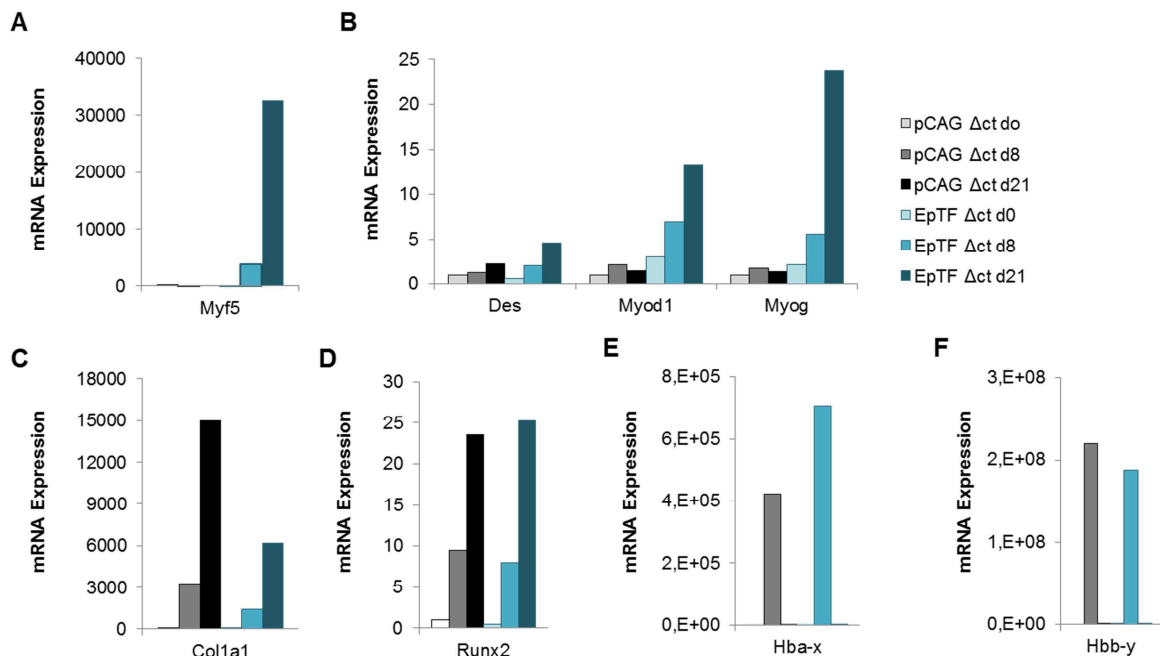 A
mRNA Expression
40000
30000
20000
10000
0
Myf5
B
mRNA Expression
25
20
15
10
5
0
Des
Myod1
Myog
pCAG Δct do
pCAG Δct d8
pCAG Δct d21
EpTF Δct d0
EpTF Δct d8
EpTF Δct d21
C
mRNA Expression
18000
15000
12000
9000
6000
3000
0
Col1a1
D
mRNA Expression
30
25
20
15
10
5
0
Runx2
E
mRNA Expression
8,E+05
6,E+05
4,E+05
2,E+05
0,E+00
Hba-x
F
mRNA Expression
3,E+08
2,E+08
1,E+08
0,E+00
Hbb-y